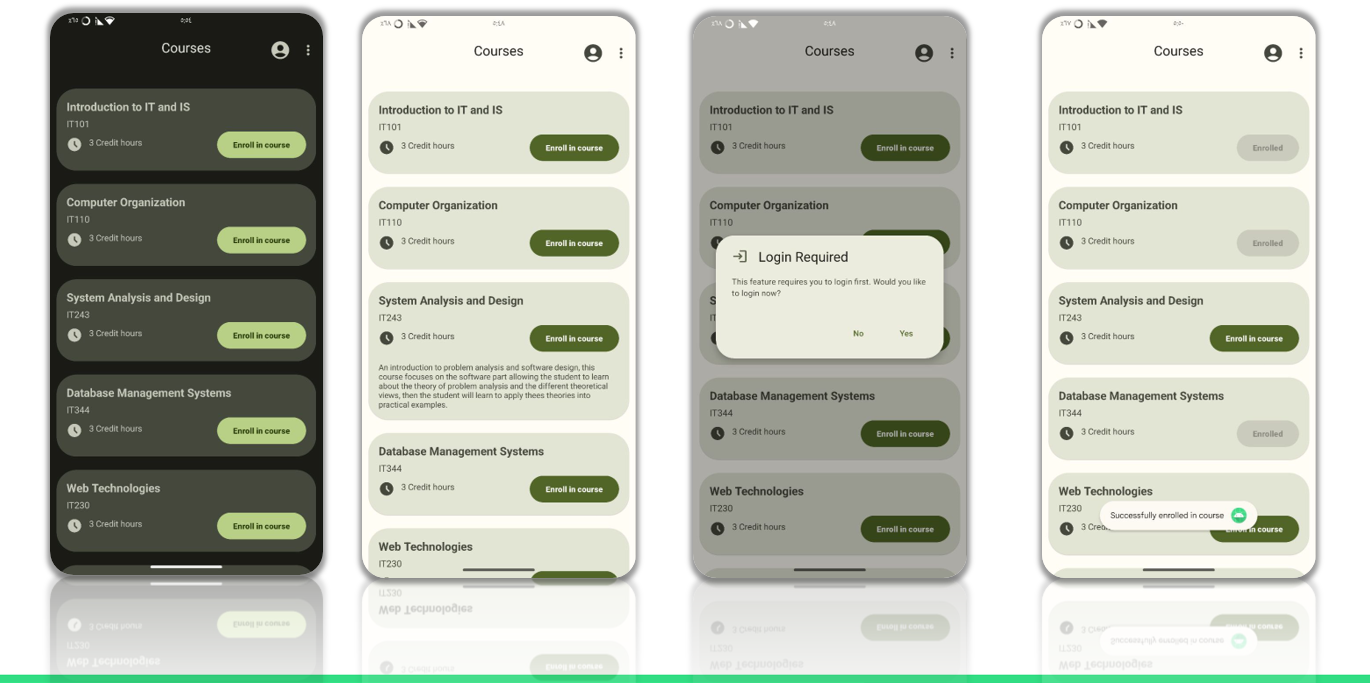 ٪٦٥
٥:٥٤
Courses
Introduction to IT and IS
IT101
3 Credit hours
Enroll in course
Computer Organization
IT110
3 Credit hours
Enroll in course
System Analysis and Design
IT243
3 Credit hours
Enroll in course
Database Management Systems
IT344
3 Credit hours
Enroll in course
Web Technologies
IT230
3 Credit hours
Enroll in course
٪٦٨
٥:٤٨
Courses
Introduction to IT and IS
IT101
3 Credit hours
Enroll in course
Computer Organization
IT110
3 Credit hours
Enroll in course
System Analysis and Design
IT243
3 Credit hours
Enroll in course
An introduction to problem analysis and software design, this
course focuses on the software part allowing the student to learn
about the theory of problem analysis and the different theoretical
views, then the student will learn to apply thees theories into
practical examples.
Database Management Systems
IT344
3 Credit hours
Enroll in course
Web Technologies
IT230
٪٦٨
٥:٤٨
Courses
Introduction to IT and IS
IT101
3 Credit hours
Enroll in course
Computer Organization
IT110
Login Required
This feature requires you to login first. Would you like
to login now?
No
Yes
Database Management Systems
IT344
3 Credit hours
Enroll in course
Web Technologies
IT230
3 Credit hours
Enroll in course
٪٦٧
٥:٥٠
Courses
Introduction to IT and IS
IT101
3 Credit hours
Enrolled
Computer Organization
IT110
3 Credit hours
Enrolled
System Analysis and Design
IT243
3 Credit hours
Enroll in course
Database Management Systems
IT344
3 Credit hours
Enrolled
Web Technologies
IT230
Successfully enrolled in course
3 Cre
in course